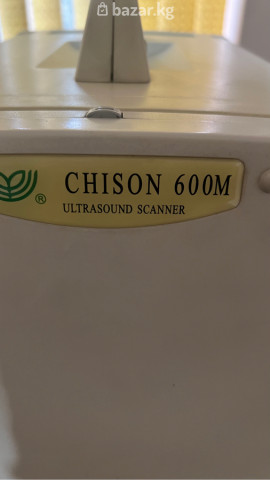 bazar.kg
CHISON 600M
®
ULTRASOUND SCANNER